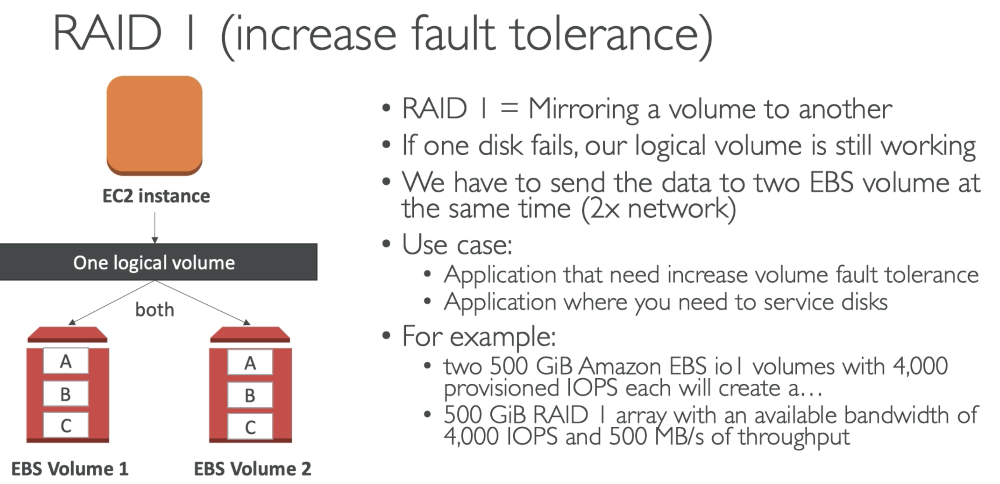 RAID 1 (increase fault tolerance)
EC2 instance
One logical volume
both
A
B
C
A
B
C
EBS Volume 1
EBS Volume 2
• RAID 1 = Mirroring a volume to another
• If one disk fails, our logical volume is still working
• We have to send the data to two EBS volume at
the same time (2x network)
• Use case:
• Application that need increase volume fault tolerance
• Application where you need to service disks
• For example:
• two 500 GiB Amazon EBS io1 volumes with 4,000
provisioned IOPS each will create a…
• 500 GiB RAID 1 array with an available bandwidth of
4,000 IOPS and 500 MB/s of throughput